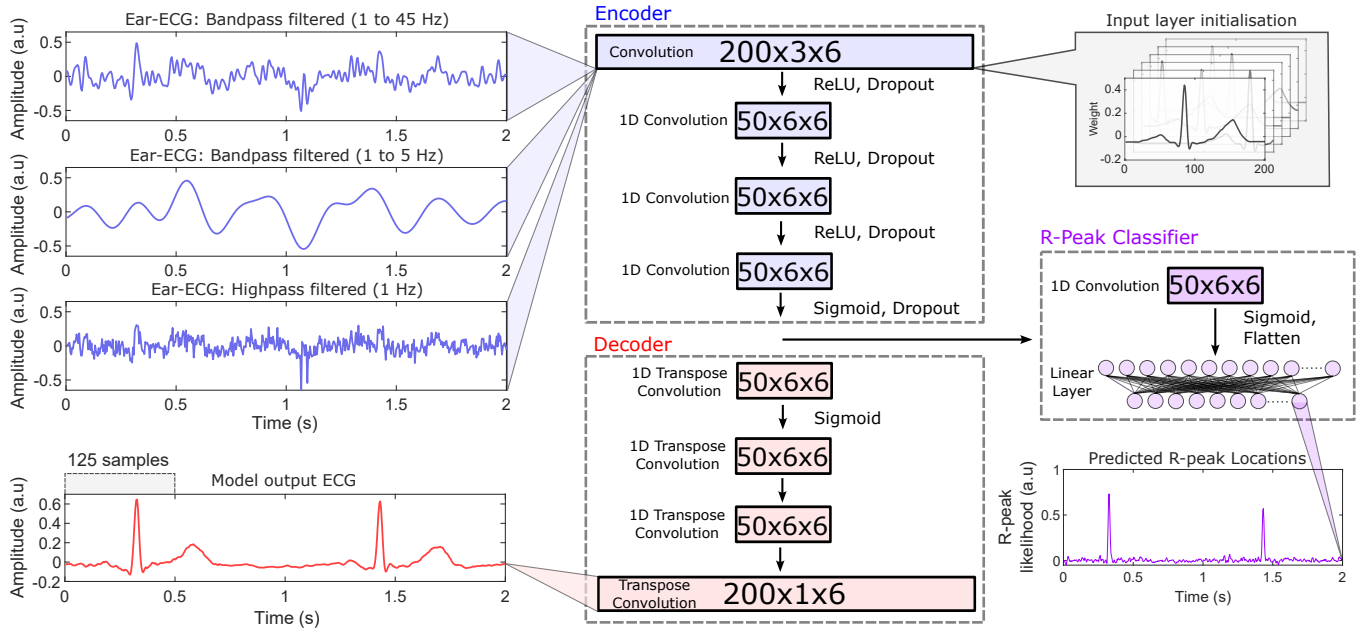 Ear-ECG: Bandpass filtered (1 to 45 Hz)
Amplitude (a.u)
0.5
0
-0.5
0
0.5
1
1.5
2
Ear-ECG: Bandpass filtered (1 to 5 Hz)
Amplitude (a.u)
0.5
0
-0.5
0
0.5
1
1.5
2
Ear-ECG: Highpass filtered (1 Hz)
Amplitude (a.u)
0.5
0
-0.5
0
0.5
1
1.5
2
Time (s)
125 samples
Model output ECG
Amplitude (a.u)
0.6
0.4
0.2
0
-0.2
0
0.5
1
1.5
2
Time (s)
Encoder
Convolution 200x3x6
ReLU, Dropout
1D Convolution 50x6x6
ReLU, Dropout
1D Convolution 50x6x6
ReLU, Dropout
1D Convolution 50x6x6
Sigmoid, Dropout
Decoder
1D Transpose
Convolution
50x6x6
Sigmoid
1D Transpose
Convolution
50x6x6
1D Transpose
Convolution
50x6x6
Transpose
Convolution
200x1x6
Input layer initialisation
Weight
0.4
0.2
0
-0.2
0
100
200
R-Peak Classifier
1D Convolution 50x6x6
Sigmoid,
Flatten
Linear
Layer
Predicted R-peak Locations
R-peak
likelihood (a.u)
1
0.5
0
0
0.5
1
1.5
2
Time (s)